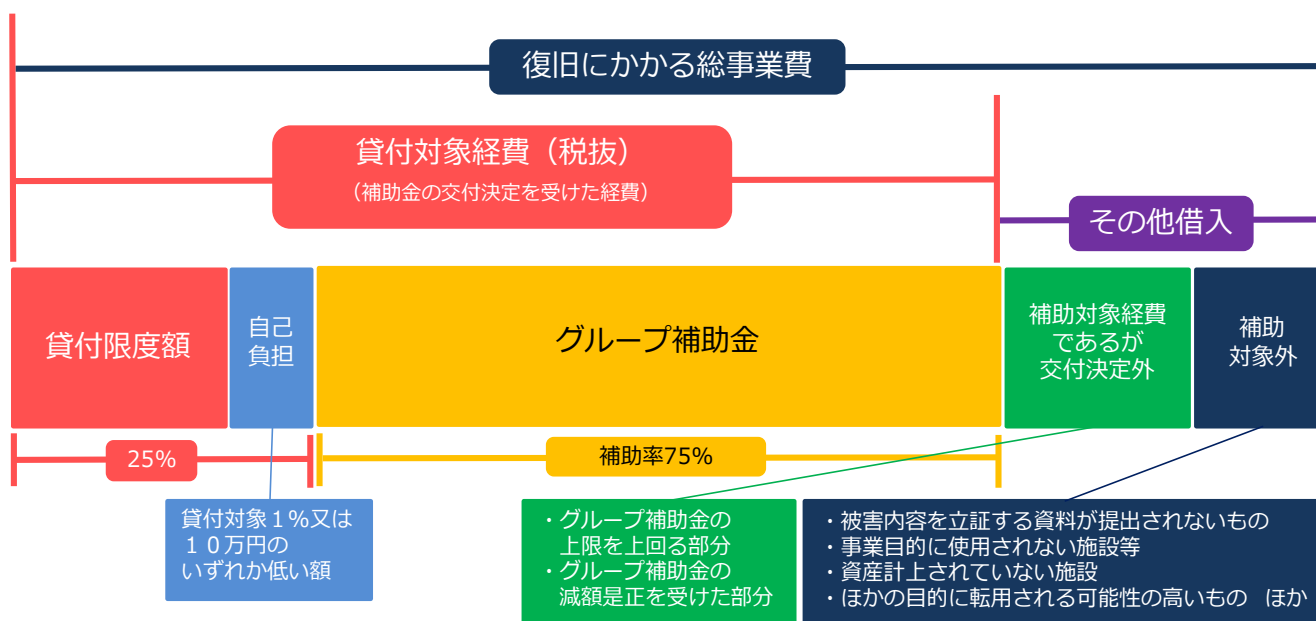 復旧にかかる総事業費
貸付対象経費（税抜）
（補助金の交付決定を受けた経費）
その他借入
貸付限度額
自己
負担
グループ補助金
補助対象経費
であるが
交付決定外
補助
対象外
25%
補助率75%
貸付対象１%又は
１０万円の
いずれか低い額
・グループ補助金の
上限を上回る部分
・グループ補助金の
減額是正を受けた部分
・被害内容を立証する資料が提出されないもの
・事業目的に使用されない施設等
・資産計上されていない施設
・ほかの目的に転用される可能性の高いもの ほか